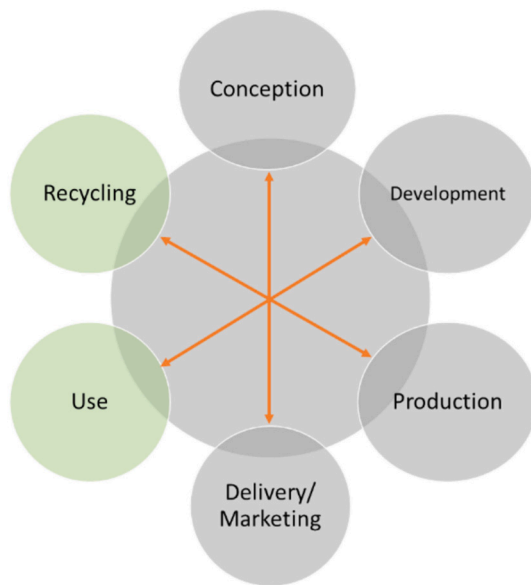 Conception
Development
Production
Delivery/
Marketing
Use
Recycling